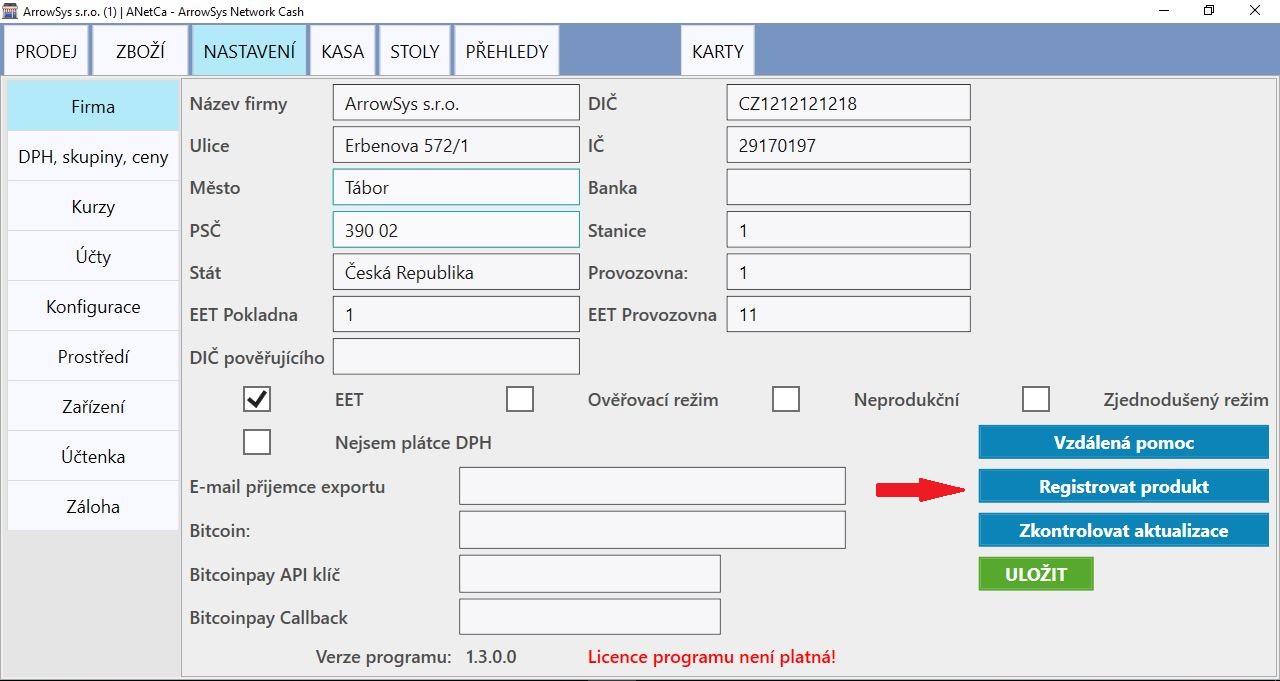 ArrowSys s.r.o. (1) | ANetCa - ArrowSys Network Cash
PRODEJ ZBOŽÍ NASTAVENÍ KASA STOLY PŘEHLEDY KARTY
Firma
DPH, skupiny, ceny
Kurzy
Účty
Konfigurace
Prostředí
Zařízení
Účtenka
Záloha
Název firmy ArrowSys s.r.o. DIČ CZ1212121218
Ulice Erbenova 572/1 IČ 29170197
Město Tábor Banka
PSČ 390 02 Stanice 1
Stát Česká Republika Provozovna: 1
EET Pokladna 1 EET Provozovna 11
DIČ pověřujícího
EET Ověřovací režim Neprodukční Zjednodušený režim
Nejsem plátce DPH Vzdálená pomoc
E-mail přijemce exportu Registrovat produkt
Bitcoin: Zkontrolovat aktualizace
Bitcoinpay API klíč ULOŽIT
Bitcoinpay Callback
Verze programu: 1.3.0.0 Licence programu není platná!